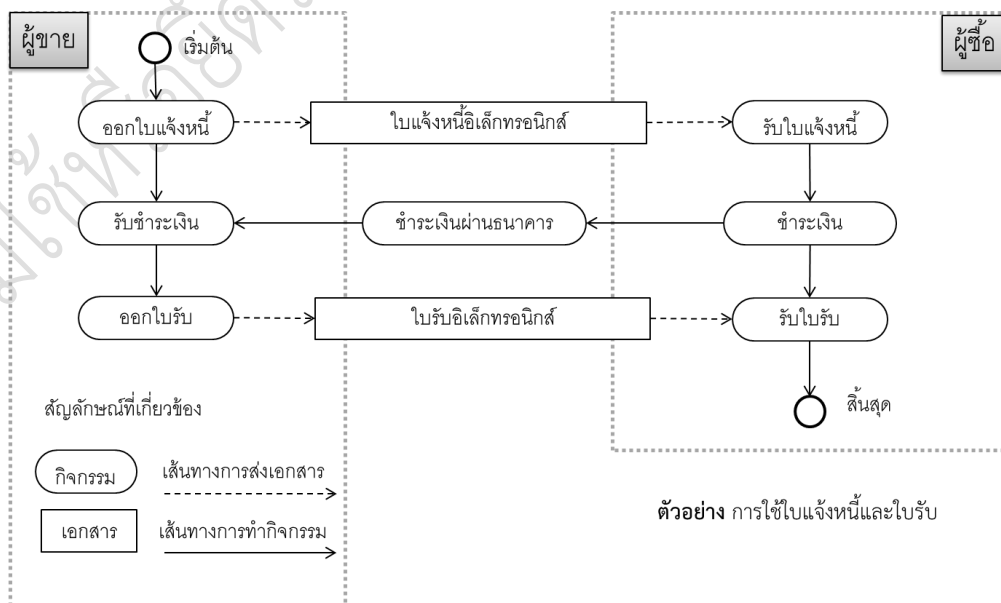 ผู้ขาย
เริ่มต้น
ผู้ซื้อ
ออกใบแจ้งหนี้
ใบแจ้งหนี้อิเล็กทรอนิกส์
รับใบแจ้งหนี้
รับชำระเงิน
ชำระเงินผ่านธนาคาร
ชำระเงิน
ออกใบรับ
ใบรับอิเล็กทรอนิกส์
รับใบรับ
สัญลักษณ์ที่เกี่ยวข้อง
สิ้นสุด
กิจกรรม
เส้นทางการส่งเอกสาร
ตัวอย่าง การใช้ใบแจ้งหนี้และใบรับ
เอกสาร
เส้นทางการทำกิจกรรม